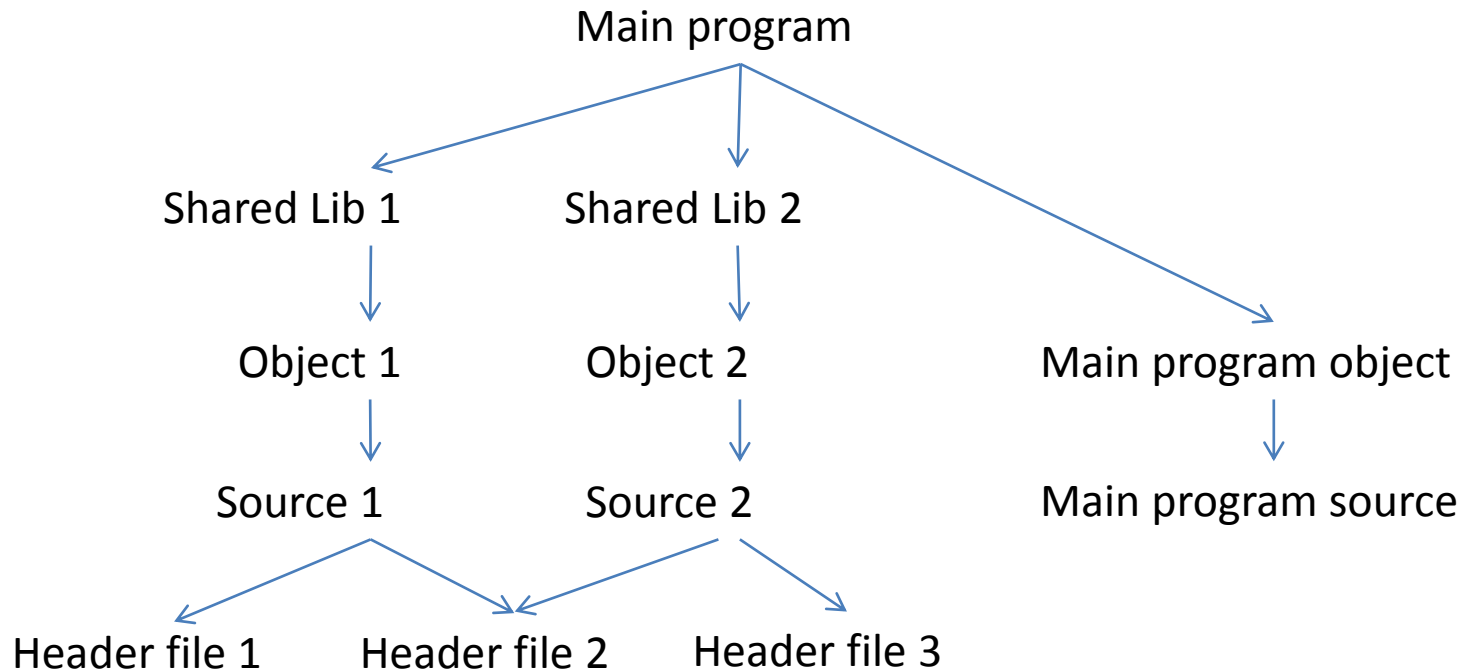 Main program
Shared Lib 1
Shared Lib 2
Object 1
Object 2
Main program object
Source 1
Source 2
Main program source
Header file 1
Header file 2
Header file 3